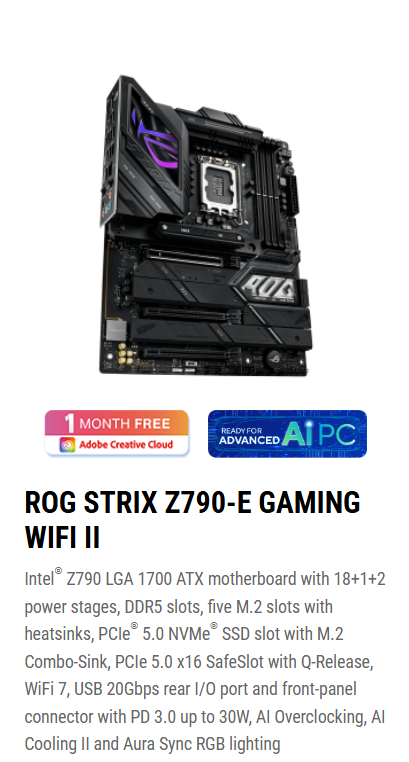 ROG
1 MONTH FREE
Adobe Creative Cloud
READY FOR
ADVANCED AI PC
ROG STRIX Z790-E GAMING
WIFI II
Intel® Z790 LGA 1700 ATX motherboard with 18+1+2
power stages, DDR5 slots, five M.2 slots with
heatsinks, PCIe® 5.0 NVMe® SSD slot with M.2
Combo-Sink, PCIe 5.0 x16 SafeSlot with Q-Release,
WiFi 7, USB 20Gbps rear I/O port and front-panel
connector with PD 3.0 up to 30W, AI Overclocking, AI
Cooling II and Aura Sync RGB lighting